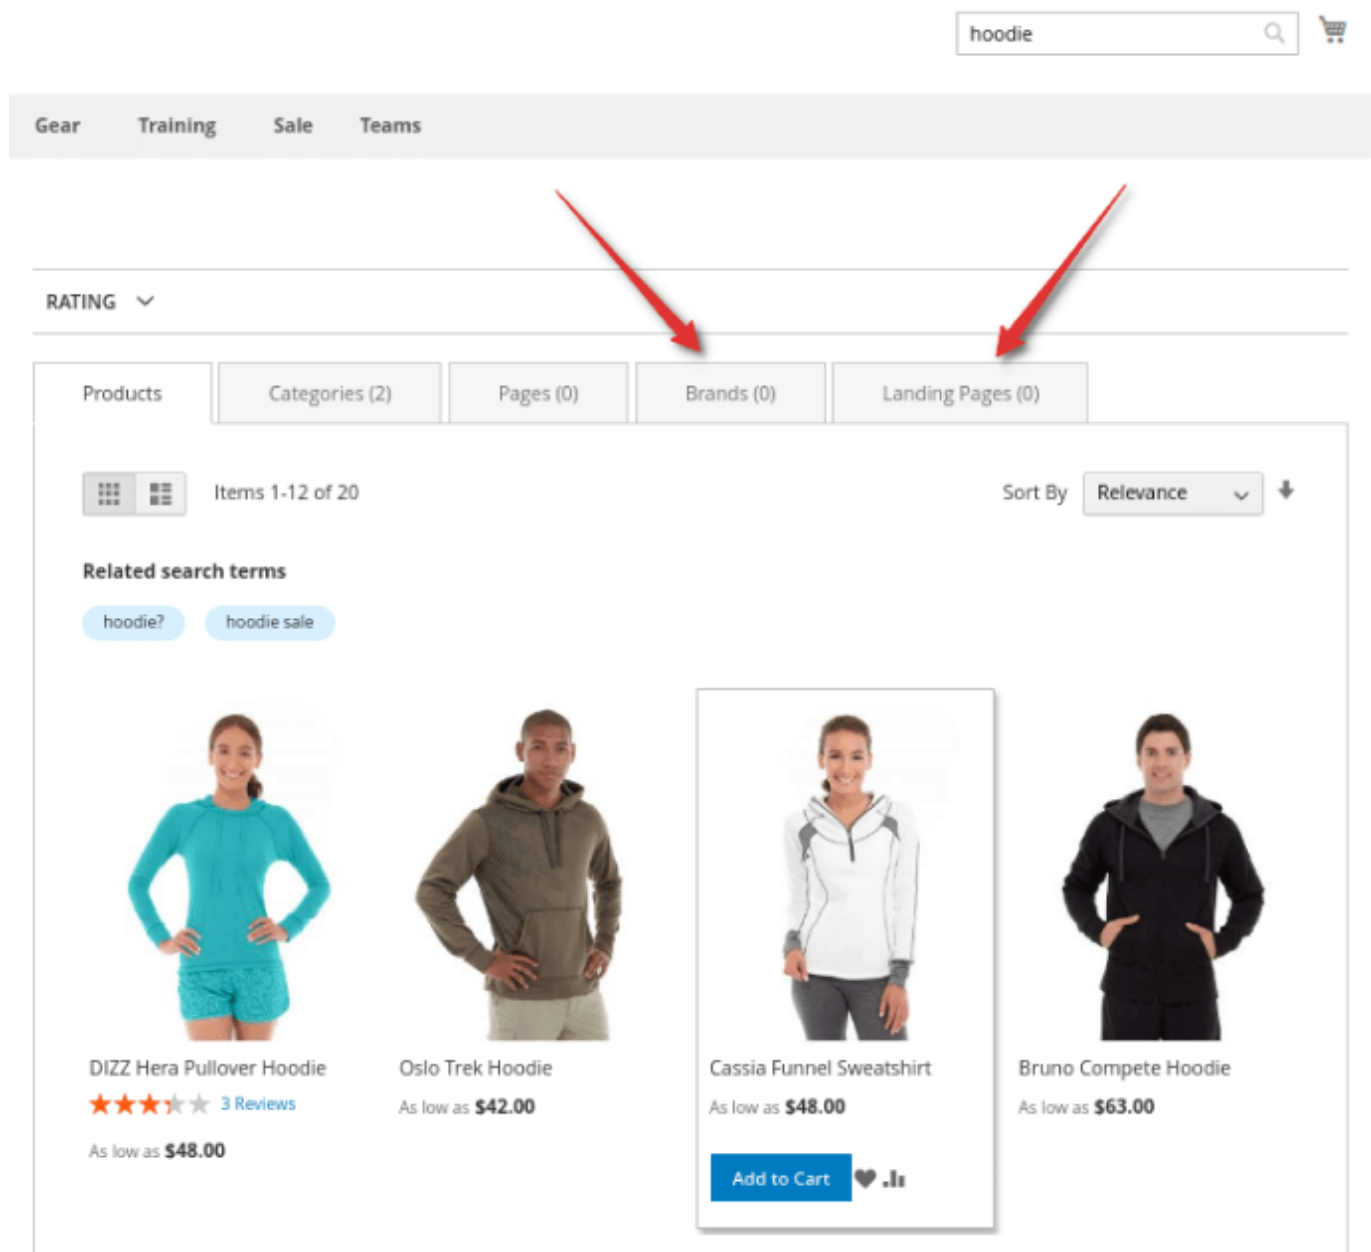 hoodie
Gear Training Sale Teams
RATING
Products Categories (2) Pages (0) Brands (0) Landing Pages (0)
Items 1-12 of 20 Sort By Relevance
Related search terms
hoodie? hoodie sale
DIZZ Hera Pullover Hoodie Oslo Trek Hoodie Cassia Funnel Sweatshirt Bruno Compete Hoodie
3 Reviews As low as $42.00 As low as $48.00 As low as $63.00
As low as $48.00
Add to Cart